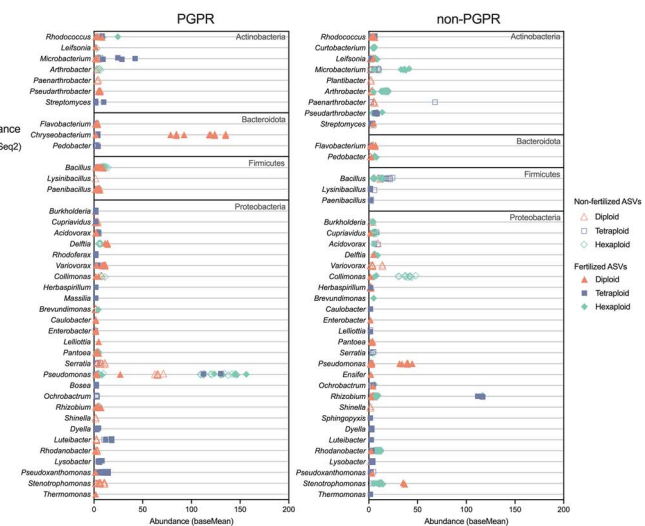 PGPR
Actinobacteria
Rhodococcus
Leifsonia
Microbacterium
Arthrobacter
Paenarthrobacter
Pseudarthrobacter
Streptomyces
Bacteroidota
Flavobacterium
Chryseobacterium
Pedobacter
Firmicutes
Bacillus
Lysinibacillus
Paenibacillus
Proteobacteria
Burkholderia
Cupriavidus
Acidovorax
Delftia
Rhodoferax
Variovorax
Collimonas
Herbaspirillum
Massilia
Brevundimonas
Caulobacter
Enterobacter
Lelliottia
Pantoea
Serratia
Pseudomonas
Bosea
Ochrobactrum
Rhizobium
Shinella
Dyella
Luteibacter
Rhodanobacter
Lysobacter
Pseudoxanthomonas
Stenotrophomonas
Thermomonas
0 50 100 150 200
Abundance (baseMean)
non-PGPR
Actinobacteria
Rhodococcus
Curtobacterium
Leifsonia
Microbacterium
Plantibacter
Arthrobacter
Paenarthrobacter
Pseudarthrobacter
Streptomyces
Bacteroidota
Flavobacterium
Pedobacter
Firmicutes
Bacillus
Lysinibacillus
Paenibacillus
Proteobacteria
Burkholderia
Cupriavidus
Acidovorax
Delftia
Variovorax
Collimonas
Herbaspirillum
Brevundimonas
Caulobacter
Enterobacter
Lelliottia
Pantoea
Serratia
Pseudomonas
Ensifer
Ochrobactrum
Rhizobium
Shinella
Sphingopyxis
Dyella
Luteibacter
Rhodanobacter
Lysobacter
Pseudoxanthomonas
Stenotrophomonas
Thermomonas
0 50 100 150 200
Abundance (baseMean)
ance
Seq2)
Non-fertilized ASVs
Diploid
Tetraploid
Hexaploid
Fertilized ASVs
Diploid
Tetraploid
Hexaploid